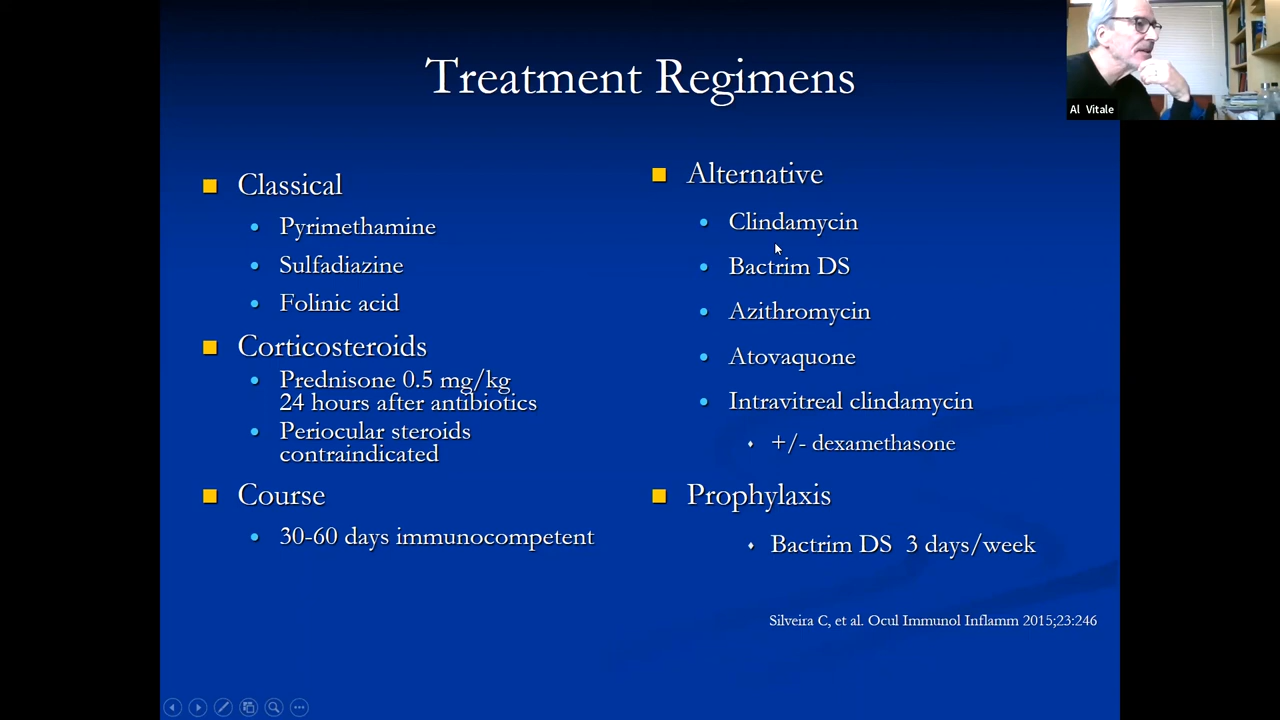 Treatment Regimens
Classical
Pyrimethamine
Sulfadiazine
Folinic acid
Corticosteroids
Prednisone 0.5 mg/kg
24 hours after antibiotics
Periocular steroids
contraindicated
Course
30-60 days immunocompetent
Alternative
Clindamycin
Bactrim DS
Azithromycin
Atovaquone
Intravitreal clindamycin
+/- dexamethasone
Prophylaxis
Bactrim DS  3 days/week
Silveira C, et al. Ocul Immunol Inflamm 2015;23:246
Al Vitale